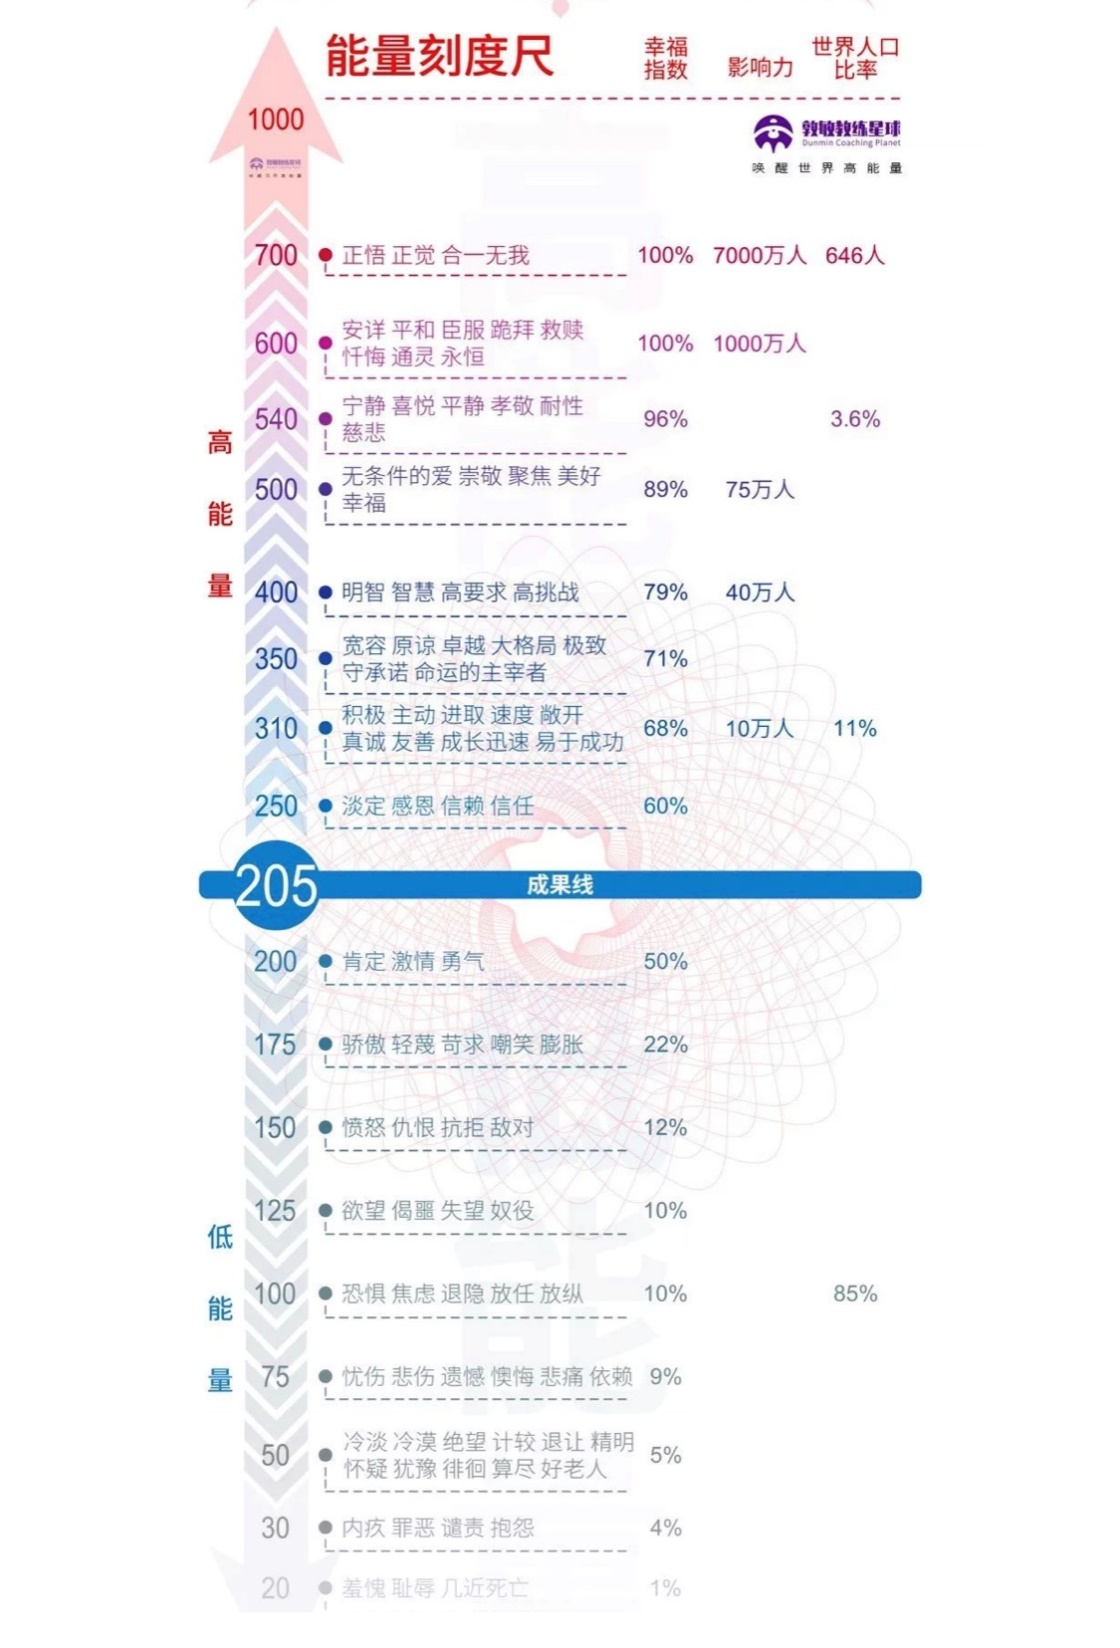 能量刻度尺
幸福
指数
影响力
世界人口
比率
1000
敦敏教练星球
Dunmin Coaching Planet
唤醒世界高能量
敦敏教练星球
700 正悟 正觉 合一无我 100% 7000万人 646人
600 安详 平和 臣服 跪拜 救赎
忏悔 通灵 永恒 100% 1000万人
540 宁静 喜悦 平静 孝敬 耐性
慈悲 96% 3.6%
500 无条件的爱 崇敬 聚焦 美好
幸福 89% 75万人
400 明智 智慧 高要求 高挑战 79% 40万人
350 宽容 原谅 卓越 大格局 极致
守承诺 命运的主宰者 71%
310 积极 主动 进取 速度 敞开
真诚 友善 成长迅速 易于成功 68% 10万人 11%
250 淡定 感恩 信赖 信任 60%
高
能
量
205 成果线
200 肯定 激情 勇气 50%
175 骄傲 轻蔑 苛求 嘲笑 膨胀 22%
150 愤怒 仇恨 抗拒 敌对 12%
125 欲望 偈噩 失望 奴役 10%
100 恐惧 焦虑 退隐 放任 放纵 10% 85%
75 忧伤 悲伤 遗憾 懊悔 悲痛 依赖 9%
50 冷淡 冷漠 绝望 计较 退让 精明
怀疑 犹豫 徘徊 算尽 好老人 5%
30 内疚 罪恶 谴责 抱怨 4%
20 羞愧 耻辱 几近死亡 1%
低
能
量